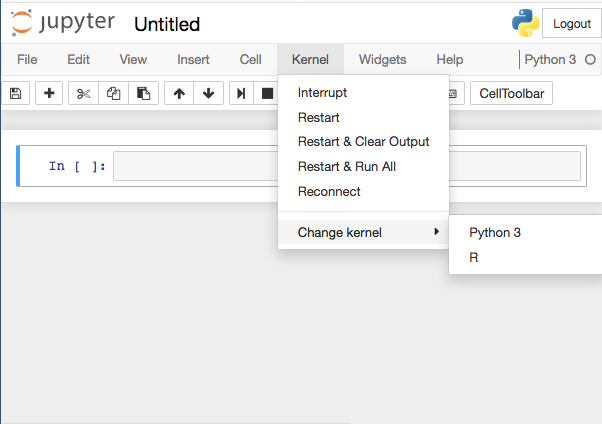 jupyter Untitled Logout
File Edit View Insert Cell Kernel Widgets Help Python 3
CellToolbar
Interrupt
Restart
Restart & Clear Output
Restart & Run All
Reconnect
Change kernel
Python 3
R
In [ ]: